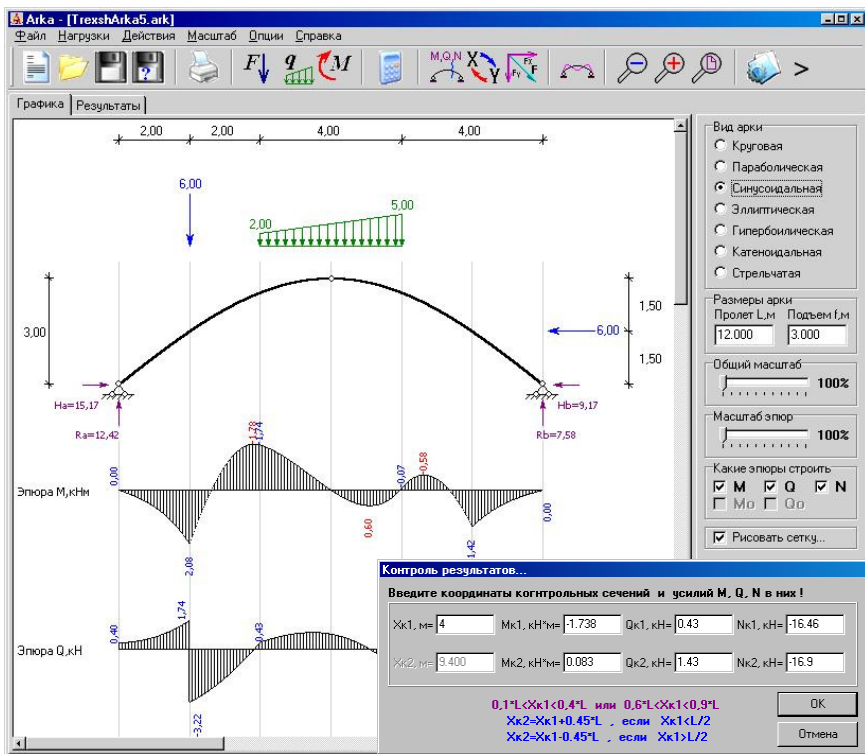 Arka - [TrexshArka5.ark]
Файл Нагрузки Действия Масштаб Опции Справка
F q M M,Q,N X Y Fx Fy F >
Графика Результаты
2,00 2,00 4,00 4,00
6,00
2,00 5,00
3,00
1,50
6,00
1,50
Ha=15,17 Hb=9,17
Ra=12,42 Rb=7,58
Эпюра М,кНм
0,00
2,08
-1,78
-1,74
0,60
-0,07
-0,58
1,42
0,00
Эпюра Q,кН
0,40
1,74
-3,22
-0,43
Вид арки
Круговая
Параболическая
Синусоидальная
Эллиптическая
Гипербоилическая
Катеноидальная
Стрельчатая
Размеры арки
Пролет L,м Подъем f,м
12.000 3.000
Общий масштаб
100%
Масштаб эпюр
100%
Какие эпюры строить
M Q N
Mo Qo
Рисовать сетку...
Контроль результатов...
Введите координаты когнтрольных сечений и усилий M, Q, N в них !
Хк1, м= 4 Мк1, кН*м= -1.738 Qк1, кН= 0.43 Nк1, кН= -16.46
Хк2, м= 9.400 Мк2, кН*м= 0.083 Qк2, кН= 1.43 Nк2, кН= -16.9
0,1*L<Xк1<0,4*L или 0,6*L<Xк1<0,9*L
Xк2=Xк1+0.45*L , если Xк1<L/2
Xк2=Xк1-0.45*L , если Xк1>L/2
OK
Отмена